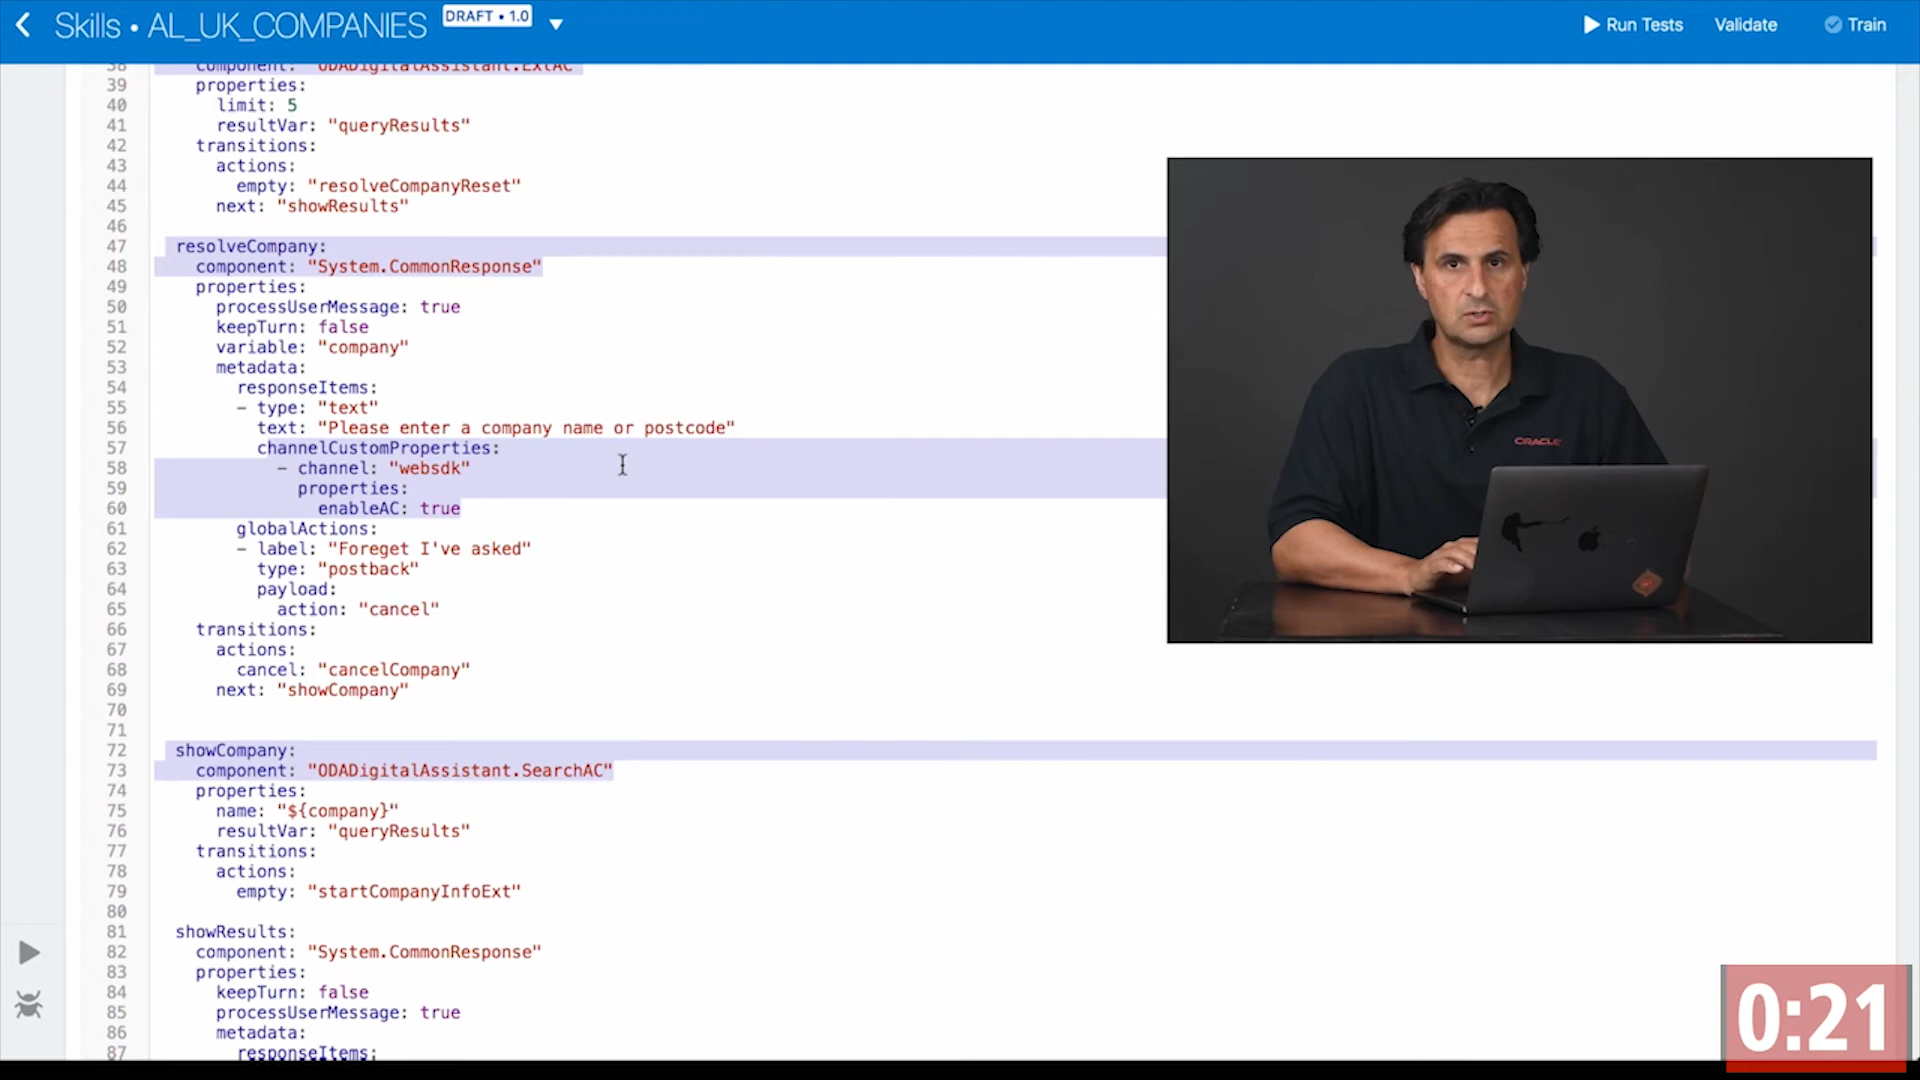 Skills • AL_UK_COMPANIES
DRAFT • 1.0
Run Tests
Validate
Train
38 component: "ODADigitalAssistant.ExtAC"
39 properties:
40 limit: 5
41 resultVar: "queryResults"
42 transitions:
43 actions:
44 empty: "resolveCompanyReset"
45 next: "showResults"
46
47 resolveCompany:
48 component: "System.CommonResponse"
49 properties:
50 processUserMessage: true
51 keepTurn: false
52 variable: "company"
53 metadata:
54 responseItems:
55 - type: "text"
56 text: "Please enter a company name or postcode"
57 channelCustomProperties:
58 - channel: "websdk"
59 properties:
60 enableAC: true
61 globalActions:
62 - label: "Foreget I've asked"
63 type: "postback"
64 payload:
65 action: "cancel"
66 transitions:
67 actions:
68 cancel: "cancelCompany"
69 next: "showCompany"
70
71
72 showCompany:
73 component: "ODADigitalAssistant.SearchAC"
74 properties:
75 name: "${company}"
76 resultVar: "queryResults"
77 transitions:
78 actions:
79 empty: "startCompanyInfoExt"
80
81 showResults:
82 component: "System.CommonResponse"
83 properties:
84 keepTurn: false
85 processUserMessage: true
86 metadata:
87 responseItems:
ORACLE
0:21